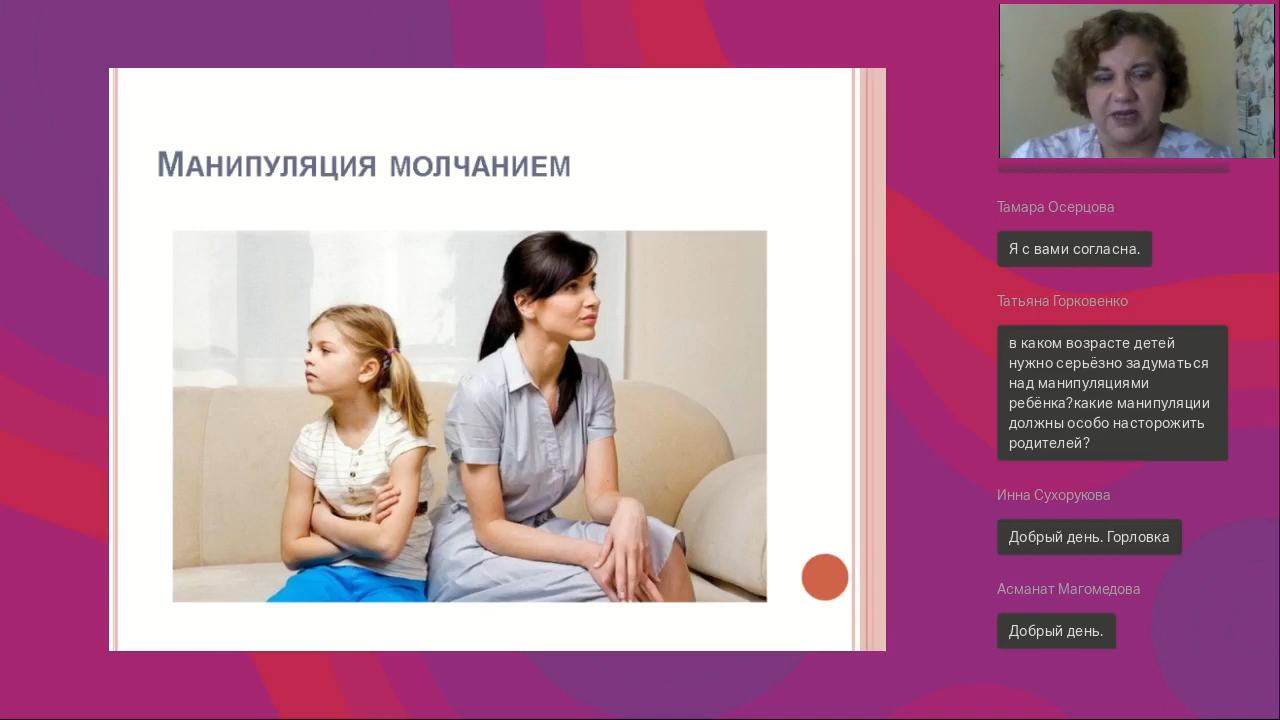 Манипуляция молчанием
Тамара Осерцова
Я с вами согласна.
Татьяна Горковенко
в каком возрасте детей
нужно серьёзно задуматься
над манипуляциями
ребёнка?какие манипуляции
должны особо насторожить
родителей?
Инна Сухорукова
Добрый день. Горловка
Асманат Магомедова
Добрый день.